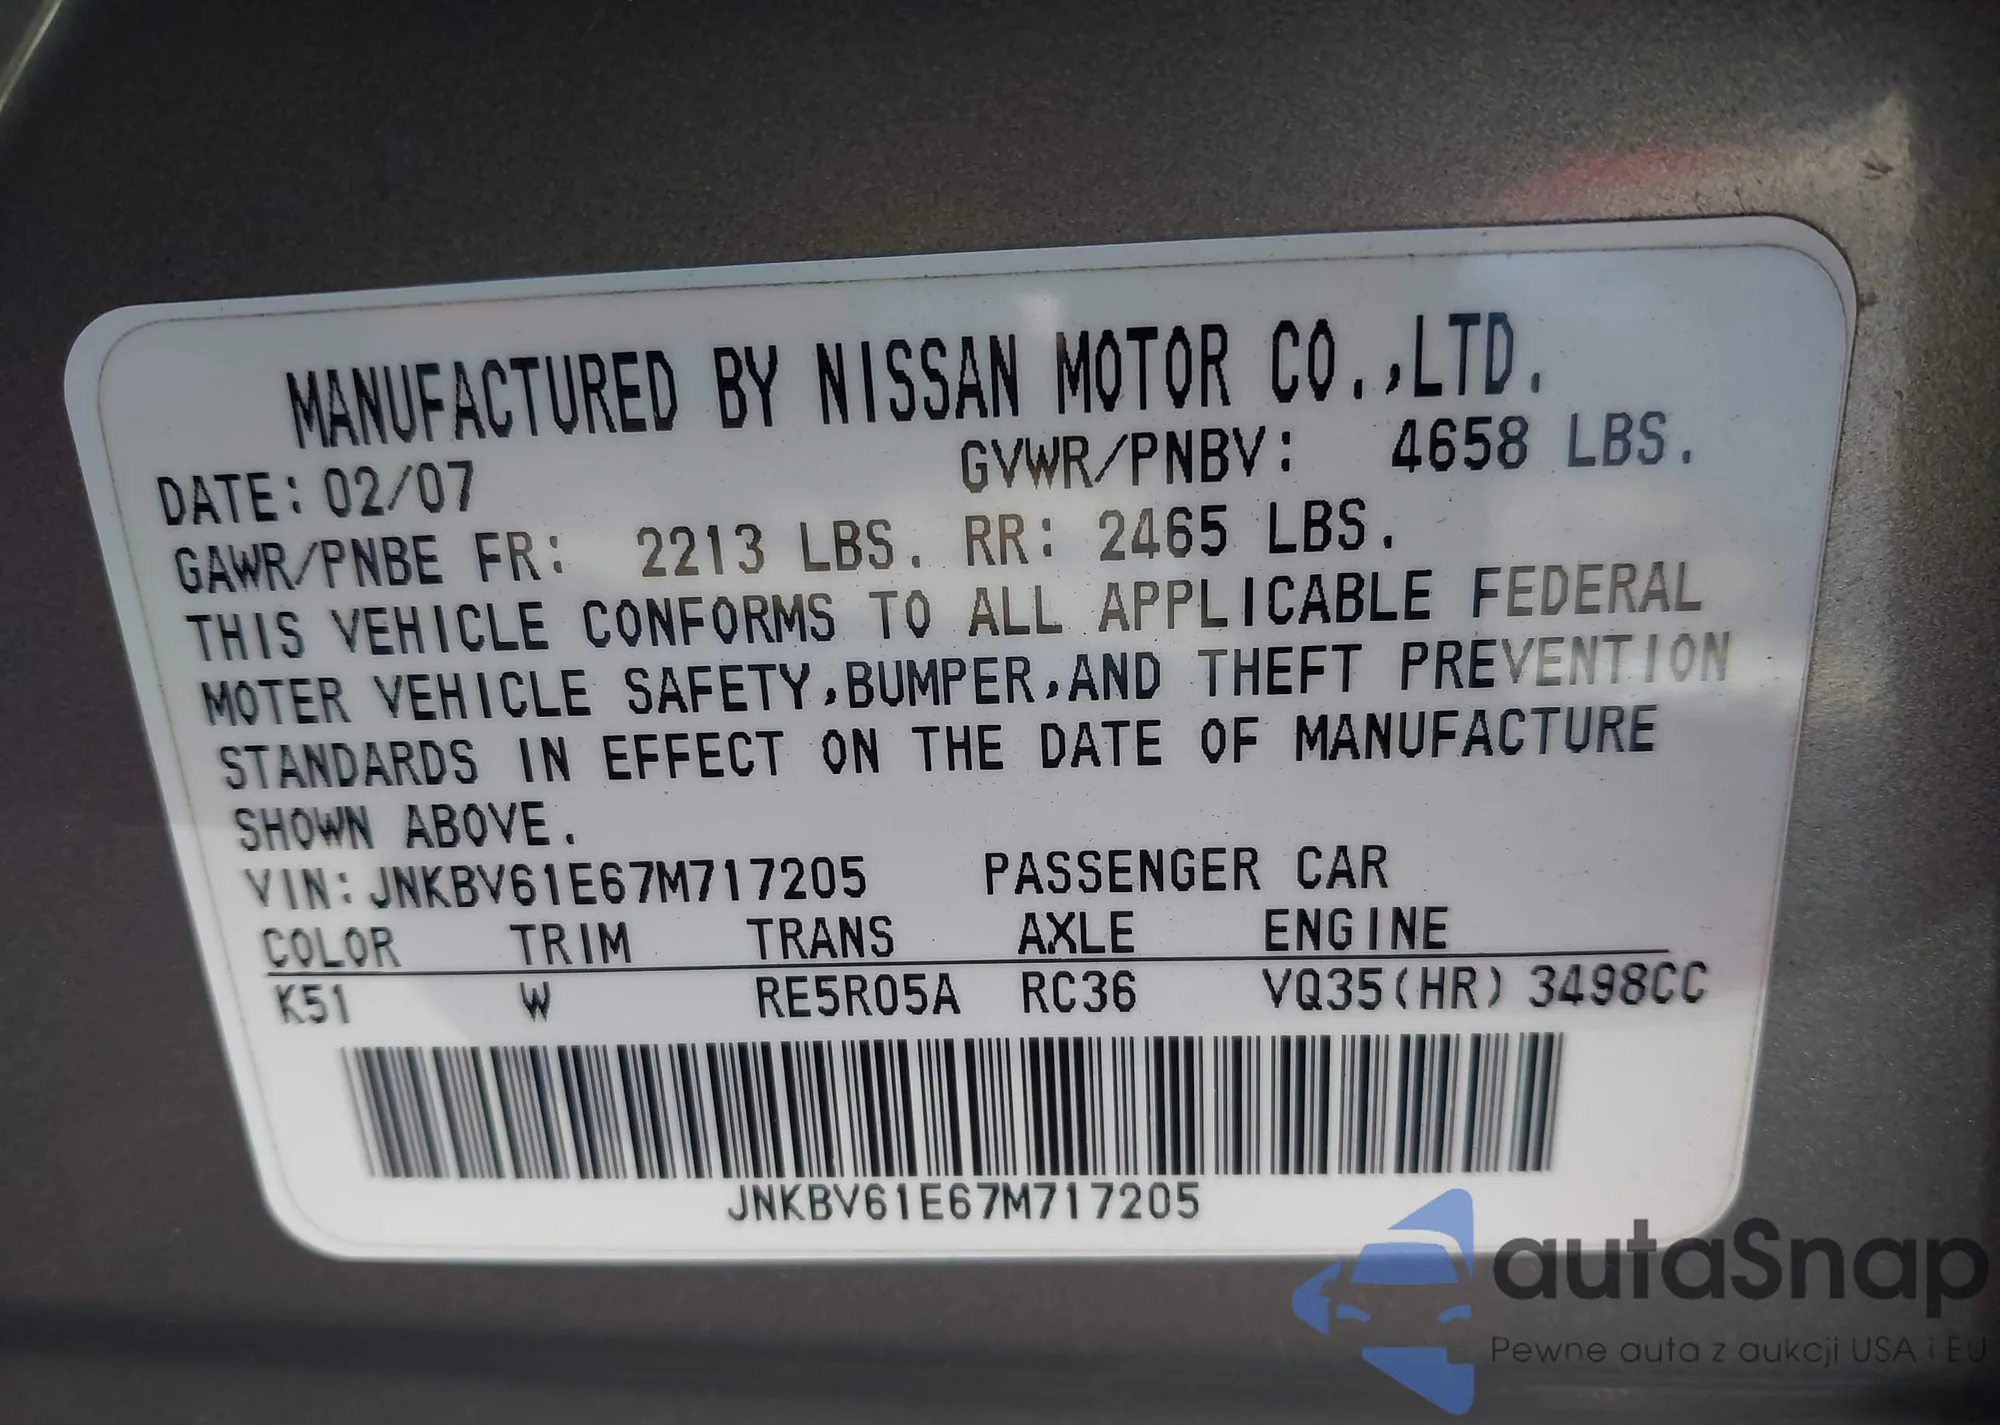 MANUFACTURED BY NISSAN MOTOR CO.,LTD.
DATE: 02/07 GVWR/PNBV: 4658 LBS.
GAWR/PNBE FR: 2213 LBS. RR: 2465 LBS.
THIS VEHICLE CONFORMS TO ALL APPLICABLE FEDERAL
MOTER VEHICLE SAFETY,BUMPER,AND THEFT PREVENTION
STANDARDS IN EFFECT ON THE DATE OF MANUFACTURE
SHOWN ABOVE.
VIN: JNKBV61E67M717205 PASSENGER CAR
COLOR TRIM TRANS AXLE ENGINE
K51 W RE5R05A RC36 VQ35(HR) 3498CC
JNKBV61E67M717205
autaSnap
Pewne auta z aukcji USA i EU